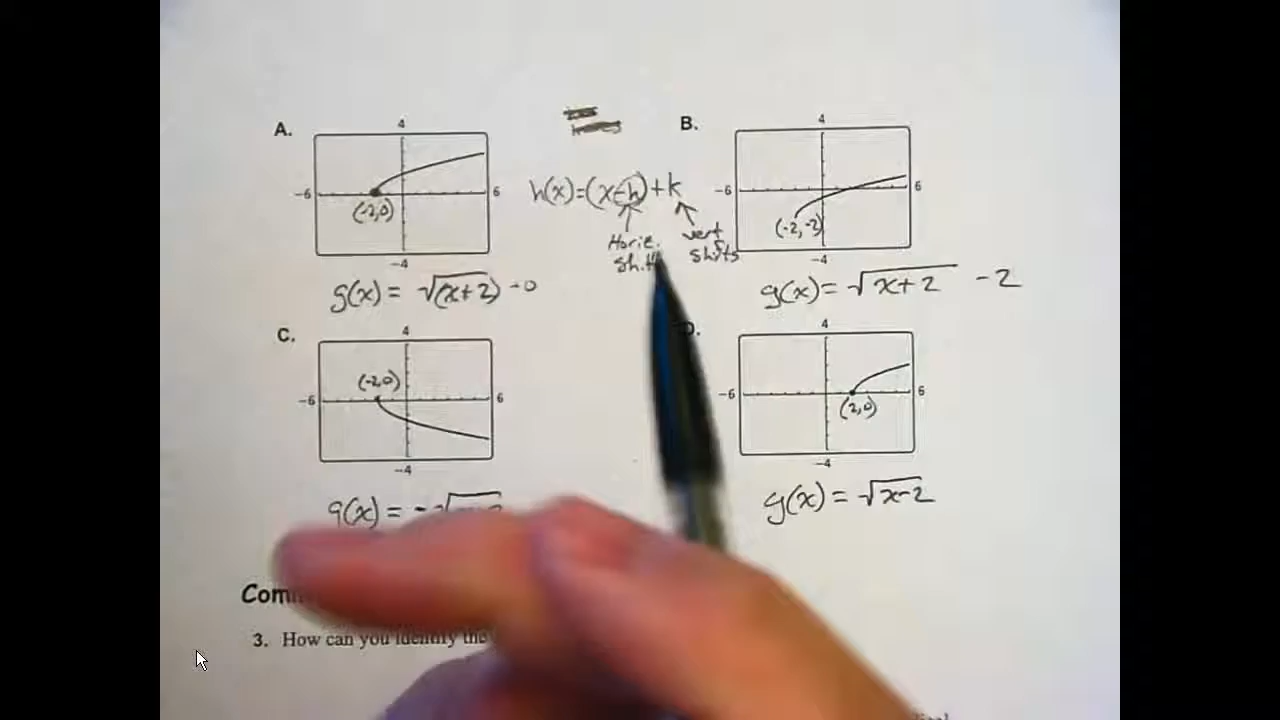 A.
4
-6
6
(-2,0)
-4
g(x) = √(x+2) - 0
h(x)=(x-h)+k
Horiz.
shift
vert
shifts
B.
4
-6
6
(-2,-2)
-4
g(x) = √x+2 -2
C.
4
(-2,0)
-6
6
-4
g(x) = -√
D.
4
-6
6
(2,0)
-4
g(x) = √x-2
3. How can you identify the